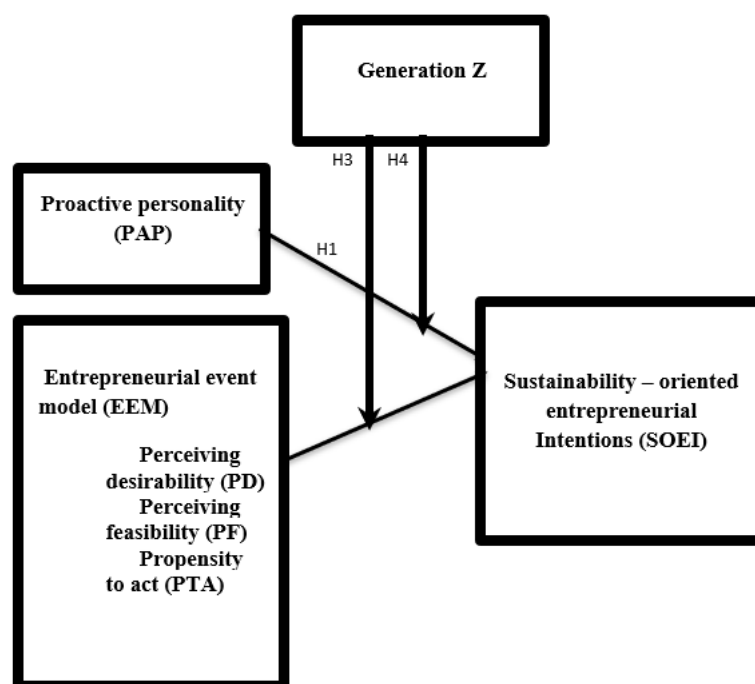 Generation Z
H3
H4
Proactive personality
(PAP)
H1
Entrepreneurial event
model (EEM)
Perceiving
desirability (PD)
Perceiving
feasibility (PF)
Propensity
to act (PTA)
Sustainability – oriented
entrepreneurial
Intentions (SOEI)